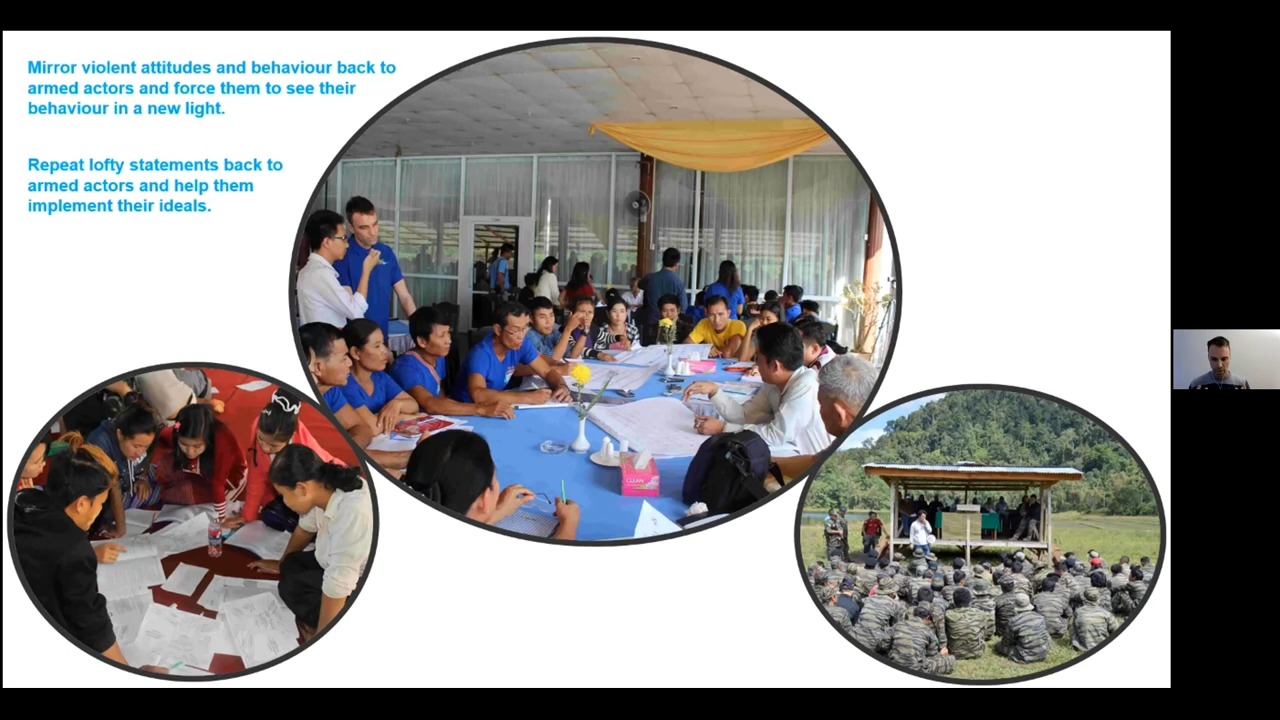 Mirror violent attitudes and behaviour back to
armed actors and force them to see their
behaviour in a new light.
Repeat lofty statements back to
armed actors and help them
implement their ideals.
CLEAN